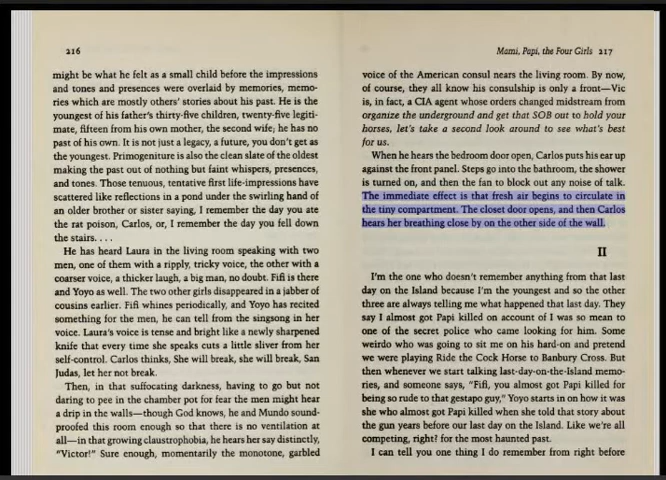 216
might be what he felt as a small child before the impressions
and tones and presences were overlaid by memories, memo-
ries which are mostly others' stories about his past. He is the
youngest of his father's thirty-five children, twenty-five legiti-
mate, fifteen from his own mother, the second wife; he has no
past of his own. It is not just a legacy, a future, you don't get as
the youngest. Primogeniture is also the clean slate of the oldest
making the past out of nothing but faint whispers, presences,
and tones. Those tenuous, tentative first life-impressions have
scattered like reflections in a pond under the swirling hand of
an older brother or sister saying, I remember the day you ate
the rat poison, Carlos, or, I remember the day you fell down
the stairs. . . .
He has heard Laura in the living room speaking with two
men, one of them with a ripply, tricky voice, the other with a
coarser voice, a thicker laugh, a big man, no doubt. Fifi is there
and Yoyo as well. The two other girls disappeared in a jabber of
cousins earlier. Fifi whines periodically, and Yoyo has recited
something for the men, he can tell from the singsong in her
voice. Laura's voice is tense and bright like a newly sharpened
knife that every time she speaks cuts a little sliver from her
self-control. Carlos thinks, She will break, she will break, San
Judas, let her not break.
Then, in that suffocating darkness, having to go but not
daring to pee in the chamber pot for fear the men might hear
a drip in the walls—though God knows, he and Mundo sound-
proofed this room enough so that there is no ventilation at
all—in that growing claustrophobia, he hears her say distinctly,
"Victor!" Sure enough, momentarily the monotone, garbled
Mami, Papi, the Four Girls 217
voice of the American consul nears the living room. By now,
of course, they all know his consulship is only a front—Vic
is, in fact, a CIA agent whose orders changed midstream from
organize the underground and get that SOB out to hold your
horses, let's take a second look around to see what's best
for us.
When he hears the bedroom door open, Carlos puts his ear up
against the front panel. Steps go into the bathroom, the shower
is turned on, and then the fan to block out any noise of talk.
The immediate effect is that fresh air begins to circulate in
the tiny compartment. The closet door opens, and then Carlos
hears her breathing close by on the other side of the wall.
II
I'm the one who doesn't remember anything from that last
day on the Island because I'm the youngest and so the other
three are always telling me what happened that last day. They
say I almost got Papi killed on account of I was so mean to
one of the secret police who came looking for him. Some
weirdo who was going to sit me on his hard-on and pretend
we were playing Ride the Cock Horse to Banbury Cross. But
then whenever we start talking last-day-on-the-Island memo-
ries, and someone says, "Fifi, you almost got Papi killed for
being so rude to that gestapo guy," Yoyo starts in on how it was
she who almost got Papi killed when she told that story about
the gun years before our last day on the Island. Like we're all
competing, right? for the most haunted past.
I can tell you one thing I do remember from right before